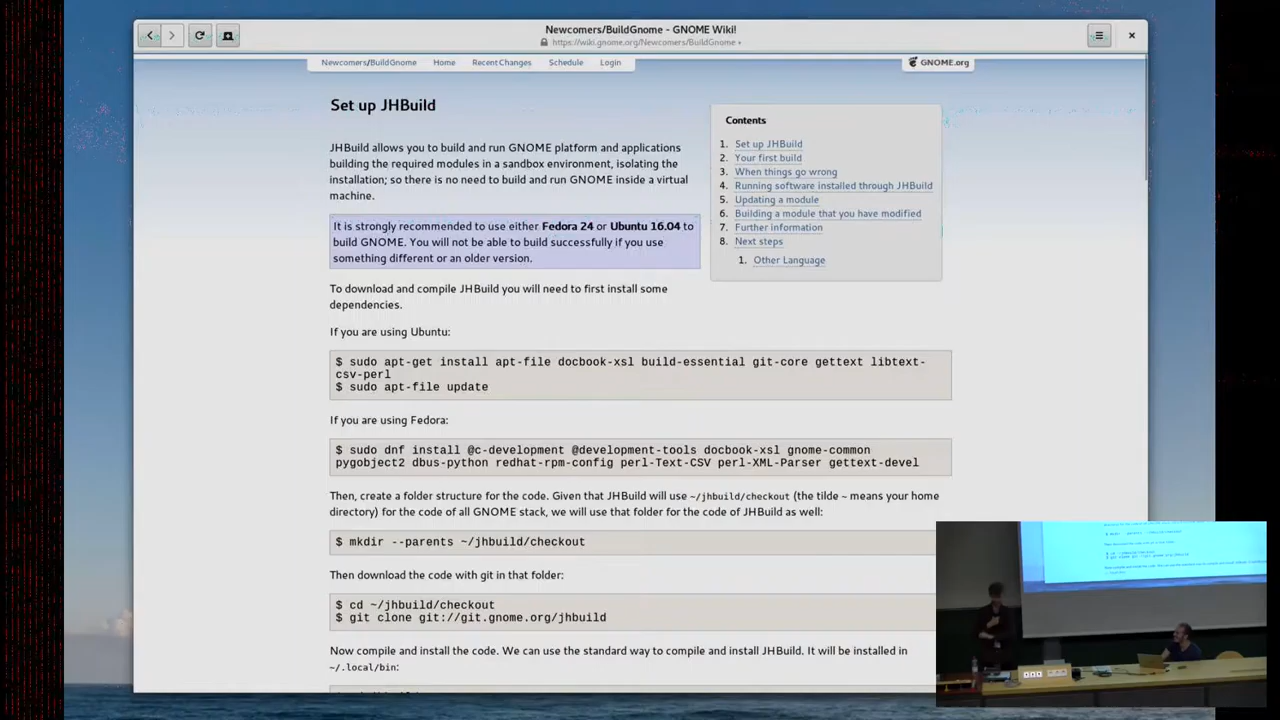 Newcomers/BuildGnome - GNOME Wiki!
https://wiki.gnome.org/Newcomers/BuildGnome
Newcomers/BuildGnome Home Recent Changes Schedule Login
GNOME.org
Set up JHBuild
JHBuild allows you to build and run GNOME platform and applications
building the required modules in a sandbox environment, isolating the
installation; so there is no need to build and run GNOME inside a virtual
machine.
It is strongly recommended to use either Fedora 24 or Ubuntu 16.04 to
build GNOME. You will not be able to build successfully if you use
something different or an older version.
To download and compile JHBuild you will need to first install some
dependencies.
Contents
1. Set up JHBuild
2. Your first build
3. When things go wrong
4. Running software installed through JHBuild
5. Updating a module
6. Building a module that you have modified
7. Further information
8. Next steps
1. Other Language
If you are using Ubuntu:
$ sudo apt-get install apt-file docbook-xsl build-essential git-core gettext libtext-
csv-perl
$ sudo apt-file update
If you are using Fedora:
$ sudo dnf install @c-development @development-tools docbook-xsl gnome-common
pygobject2 dbus-python redhat-rpm-config perl-Text-CSV perl-XML-Parser gettext-devel
Then, create a folder structure for the code. Given that JHBuild will use ~/jhbuild/checkout (the tilde ~ means your home
directory) for the code of all GNOME stack, we will use that folder for the code of JHBuild as well:
$ mkdir --parents ~/jhbuild/checkout
Then download the code with git in that folder:
$ cd ~/jhbuild/checkout
$ git clone git://git.gnome.org/jhbuild
Now compile and install the code. We can use the standard way to compile and install JHBuild. It will be installed in
~/.local/bin: